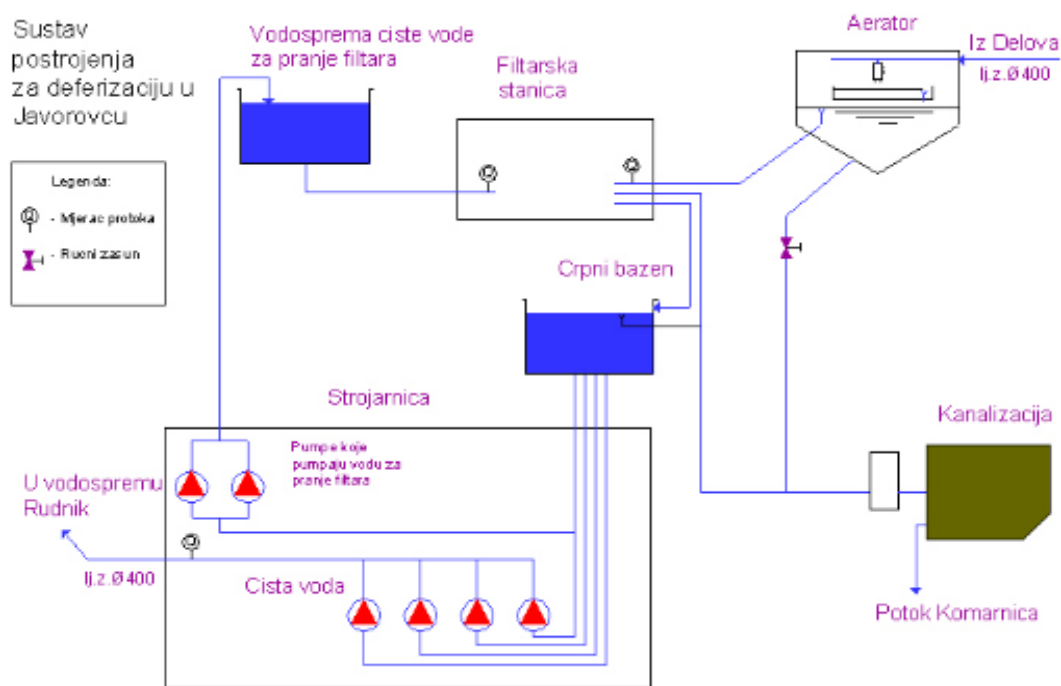 Sustav
postrojenja
za deferizaciju u
Javorovcu
Legenda:
- Mjerac protoka
- Rucni zasun
Vodosprema ciste vode
za pranje filtara
Filtarska
stanica
Aerator
Iz Delova
lj.z.Ø400
Crpni bazen
Strojarnica
Pumpe koje
pumpaju vodu za
pranje filtara
U vodospremu
Rudnik
lj.z.Ø400
Cista voda
Kanalizacija
Potok Komarnica